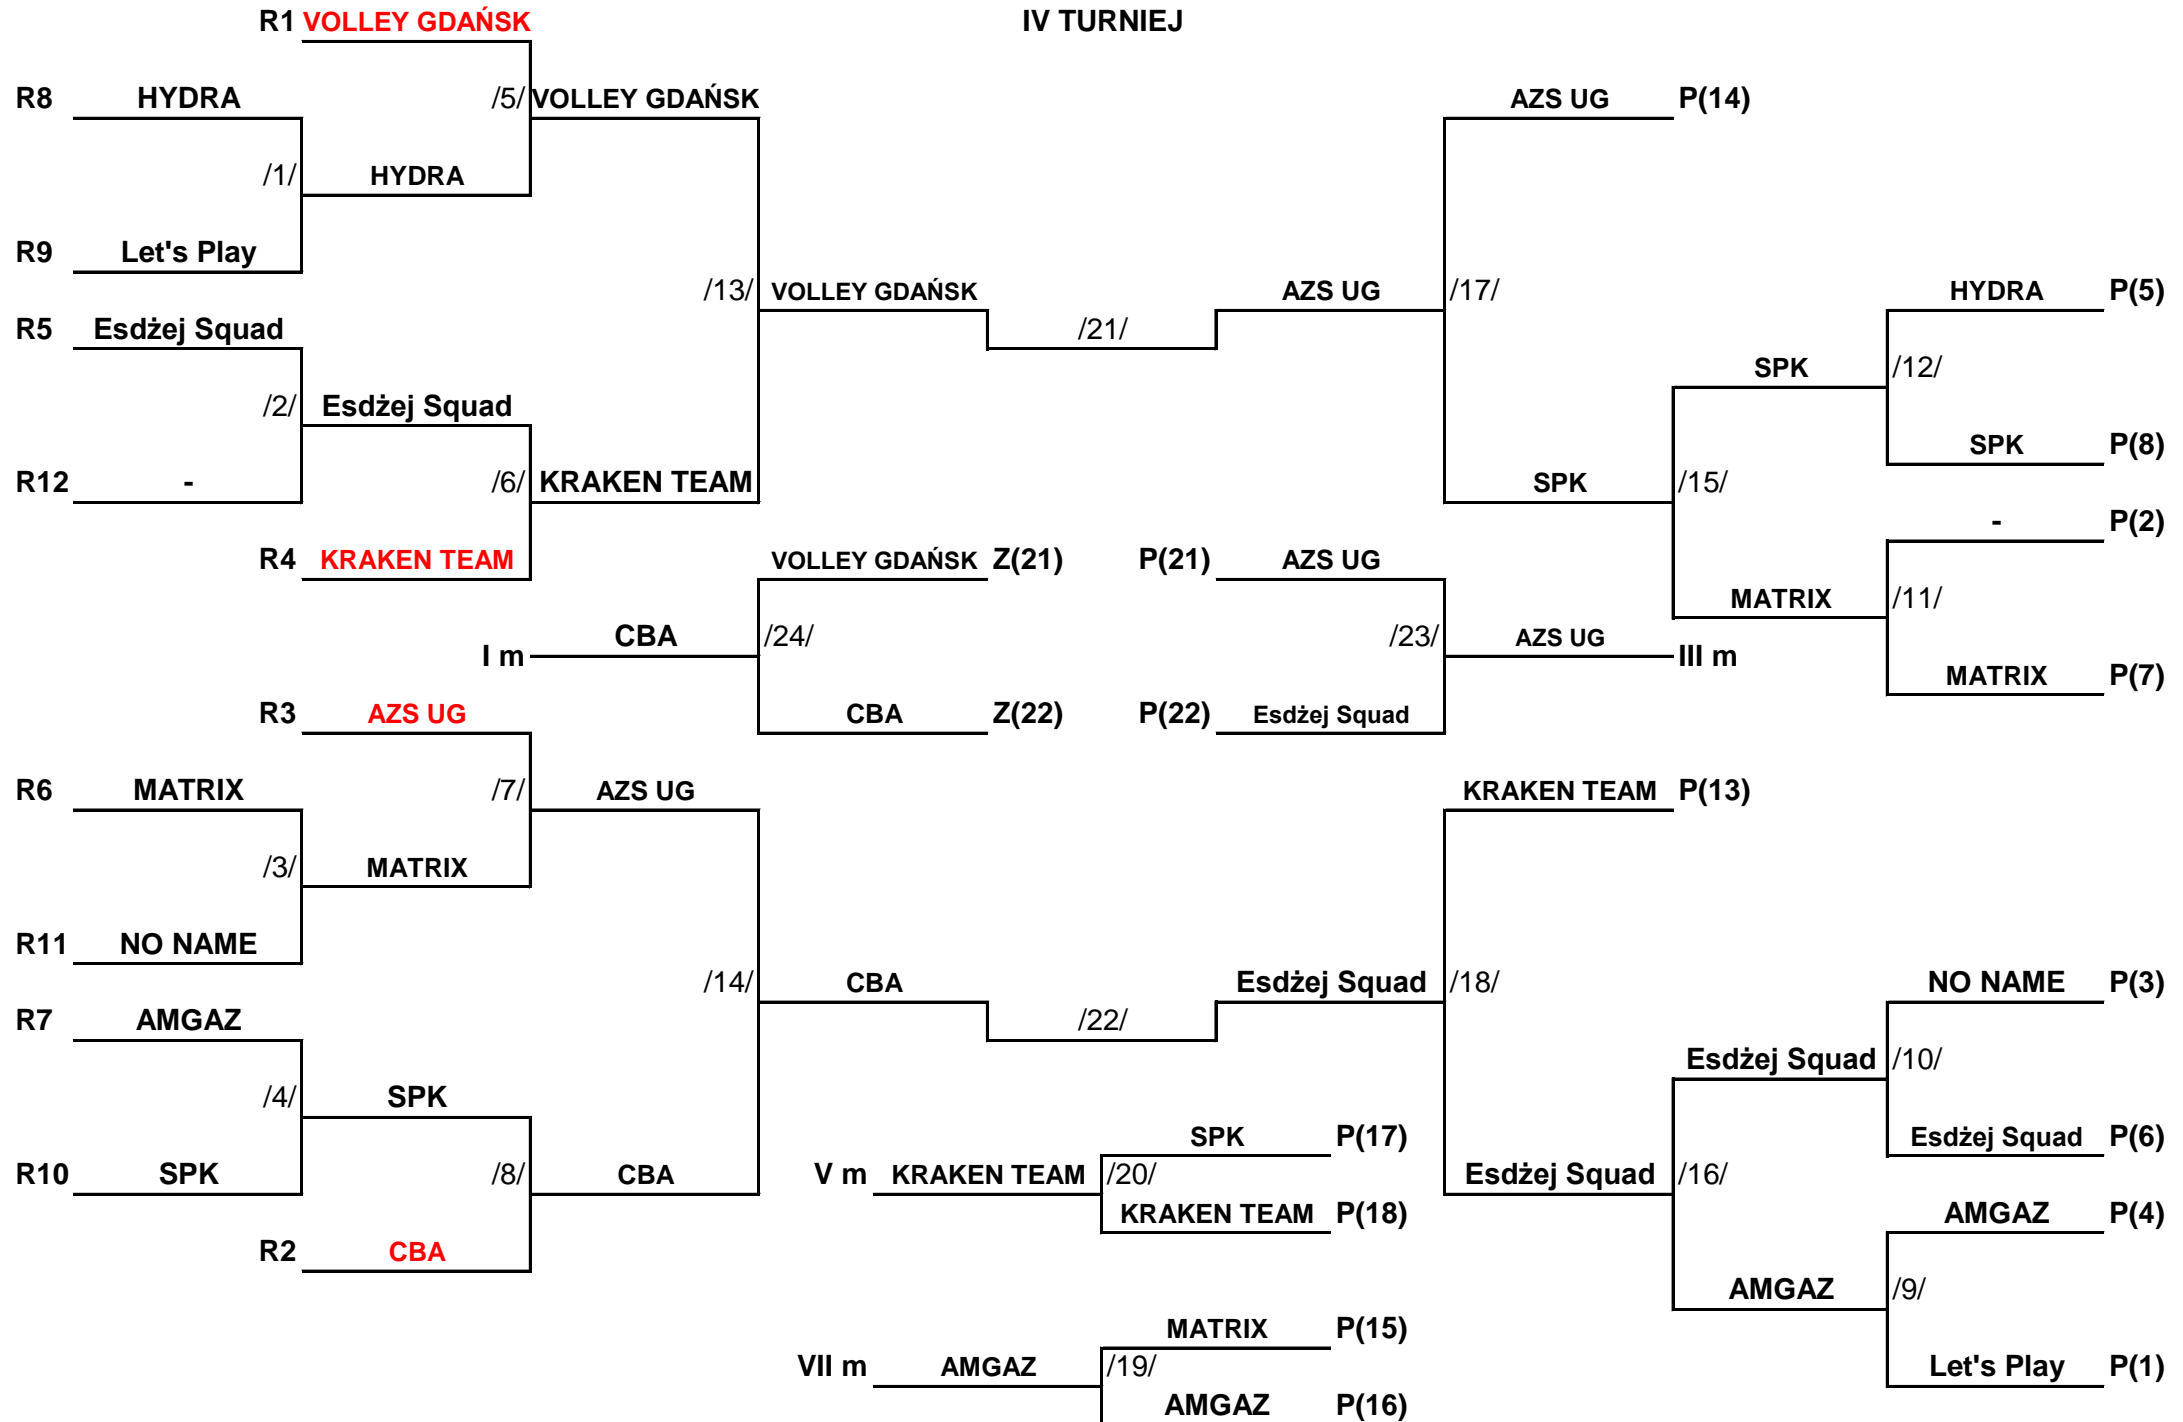 R1 VOLLEY GDAŃSK IV TURNIEJ
R8 HYDRA /5/ VOLLEY GDAŃSK AZS UG P(14)
/1/ HYDRA
R9 Let's Play
/13/ VOLLEY GDAŃSK AZS UG /17/ HYDRA P(5)
R5 Esdżej Squad /21/
SPK /12/
/2/ Esdżej Squad
SPK P(8)
R12 - /6/ KRAKEN TEAM SPK /15/
- P(2)
R4 KRAKEN TEAM VOLLEY GDAŃSK Z(21) P(21) AZS UG
MATRIX /11/
I m CBA /24/ /23/ AZS UG III m
MATRIX P(7)
R3 AZS UG CBA Z(22) P(22) Esdżej Squad
R6 MATRIX /7/ AZS UG KRAKEN TEAM P(13)
/3/ MATRIX
R11 NO NAME
/14/ CBA Esdżej Squad /18/ NO NAME P(3)
R7 AMGAZ /22/
Esdżej Squad /10/
/4/ SPK
SPK P(17) Esdżej Squad P(6)
R10 SPK /8/ CBA V m KRAKEN TEAM /20/ Esdżej Squad /16/
KRAKEN TEAM P(18) AMGAZ P(4)
R2 CBA
AMGAZ /9/
MATRIX P(15)
VII m AMGAZ /19/ Let's Play P(1)
AMGAZ P(16)